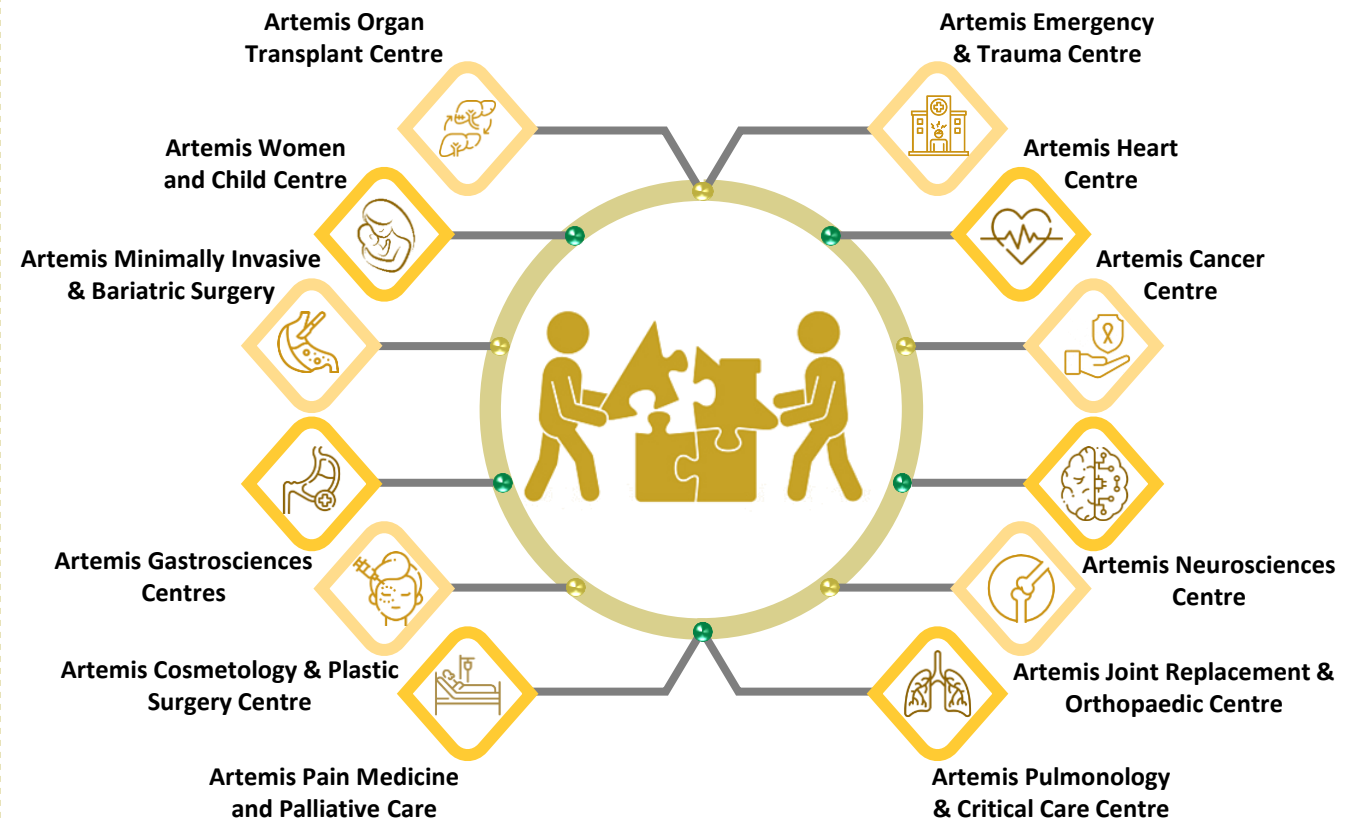 Artemis Organ
Transplant Centre
Artemis Emergency
& Trauma Centre
Artemis Women
and Child Centre
Artemis Heart
Centre
Artemis Minimally Invasive
& Bariatric Surgery
Artemis Cancer
Centre
Artemis Gastrosciences
Centres
Artemis Neurosciences
Centre
Artemis Cosmetology & Plastic
Surgery Centre
Artemis Joint Replacement &
Orthopaedic Centre
Artemis Pain Medicine
and Palliative Care
Artemis Pulmonology
& Critical Care Centre